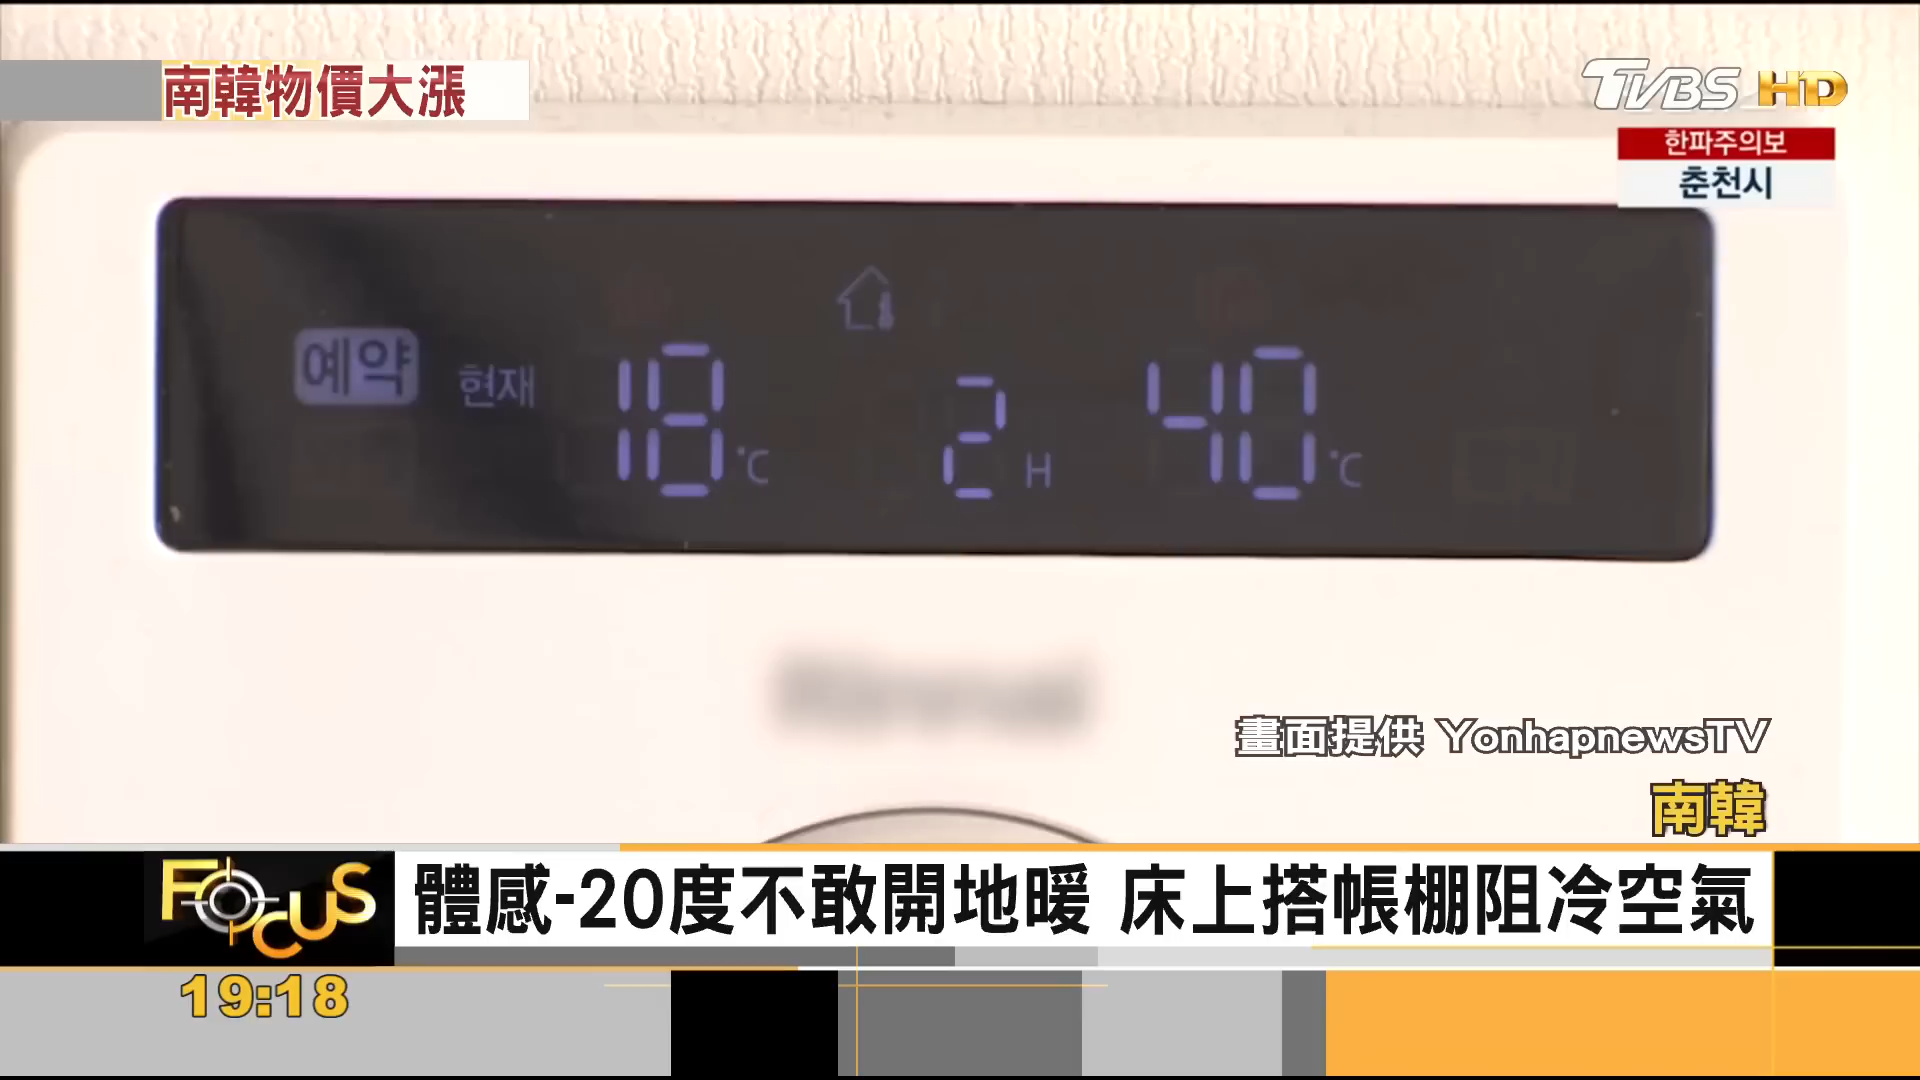 南韓物價大漲
TVBS HD
한파주의보
춘천시
예약 현재 18℃ 2H 40℃
畫面提供 YonhapnewsTV
南韓
FOCUS
體感-20度不敢開地暖 床上搭帳棚阻冷空氣
19:18